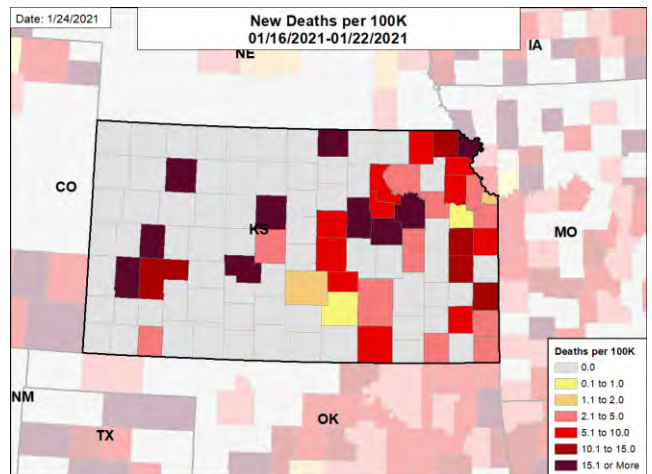 Date: 1/24/2021
New Deaths per 100K
01/16/2021-01/22/2021
NE
IA
CO
KS
MO
NM
TX
OK
Deaths per 100K
0.0
0.1 to 1.0
1.1 to 2.0
2.1 to 5.0
5.1 to 10.0
10.1 to 15.0
15.1 or More